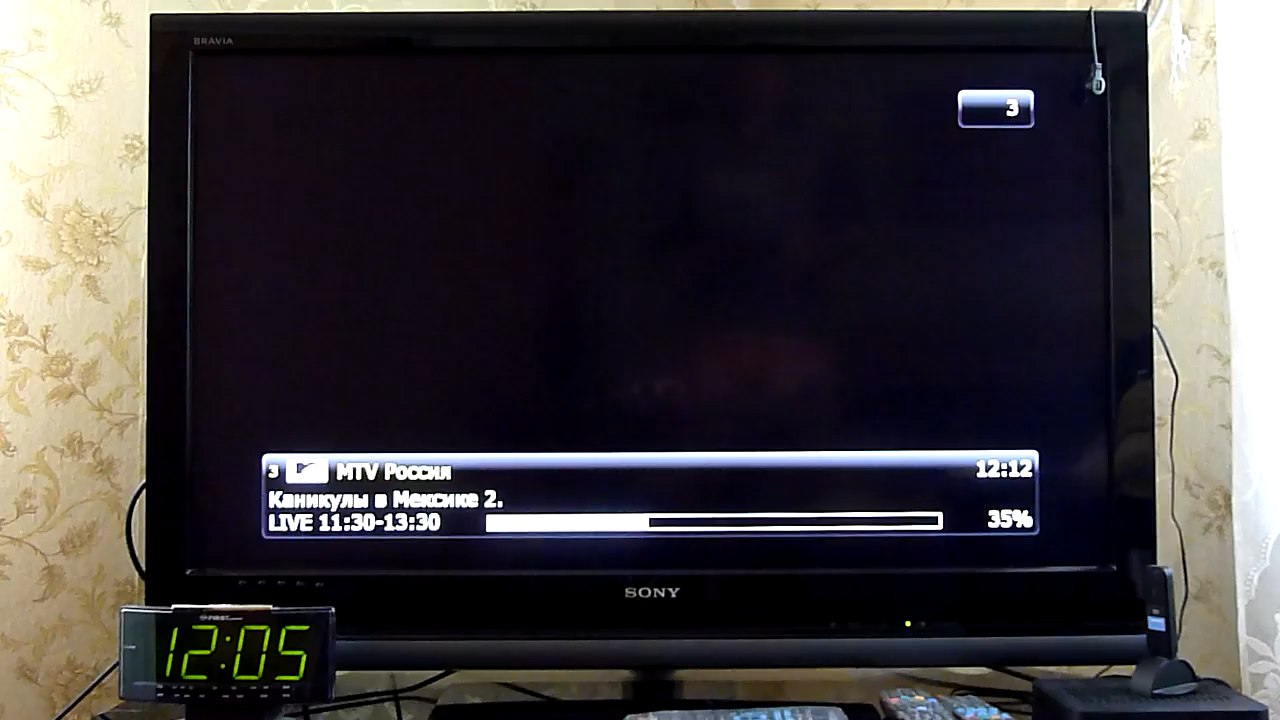 BRAVIA
3
3 MTV Россия 12:12
Каникулы в Мексике 2.
LIVE 11:30-13:30 35%
SONY
FIRST
12:05